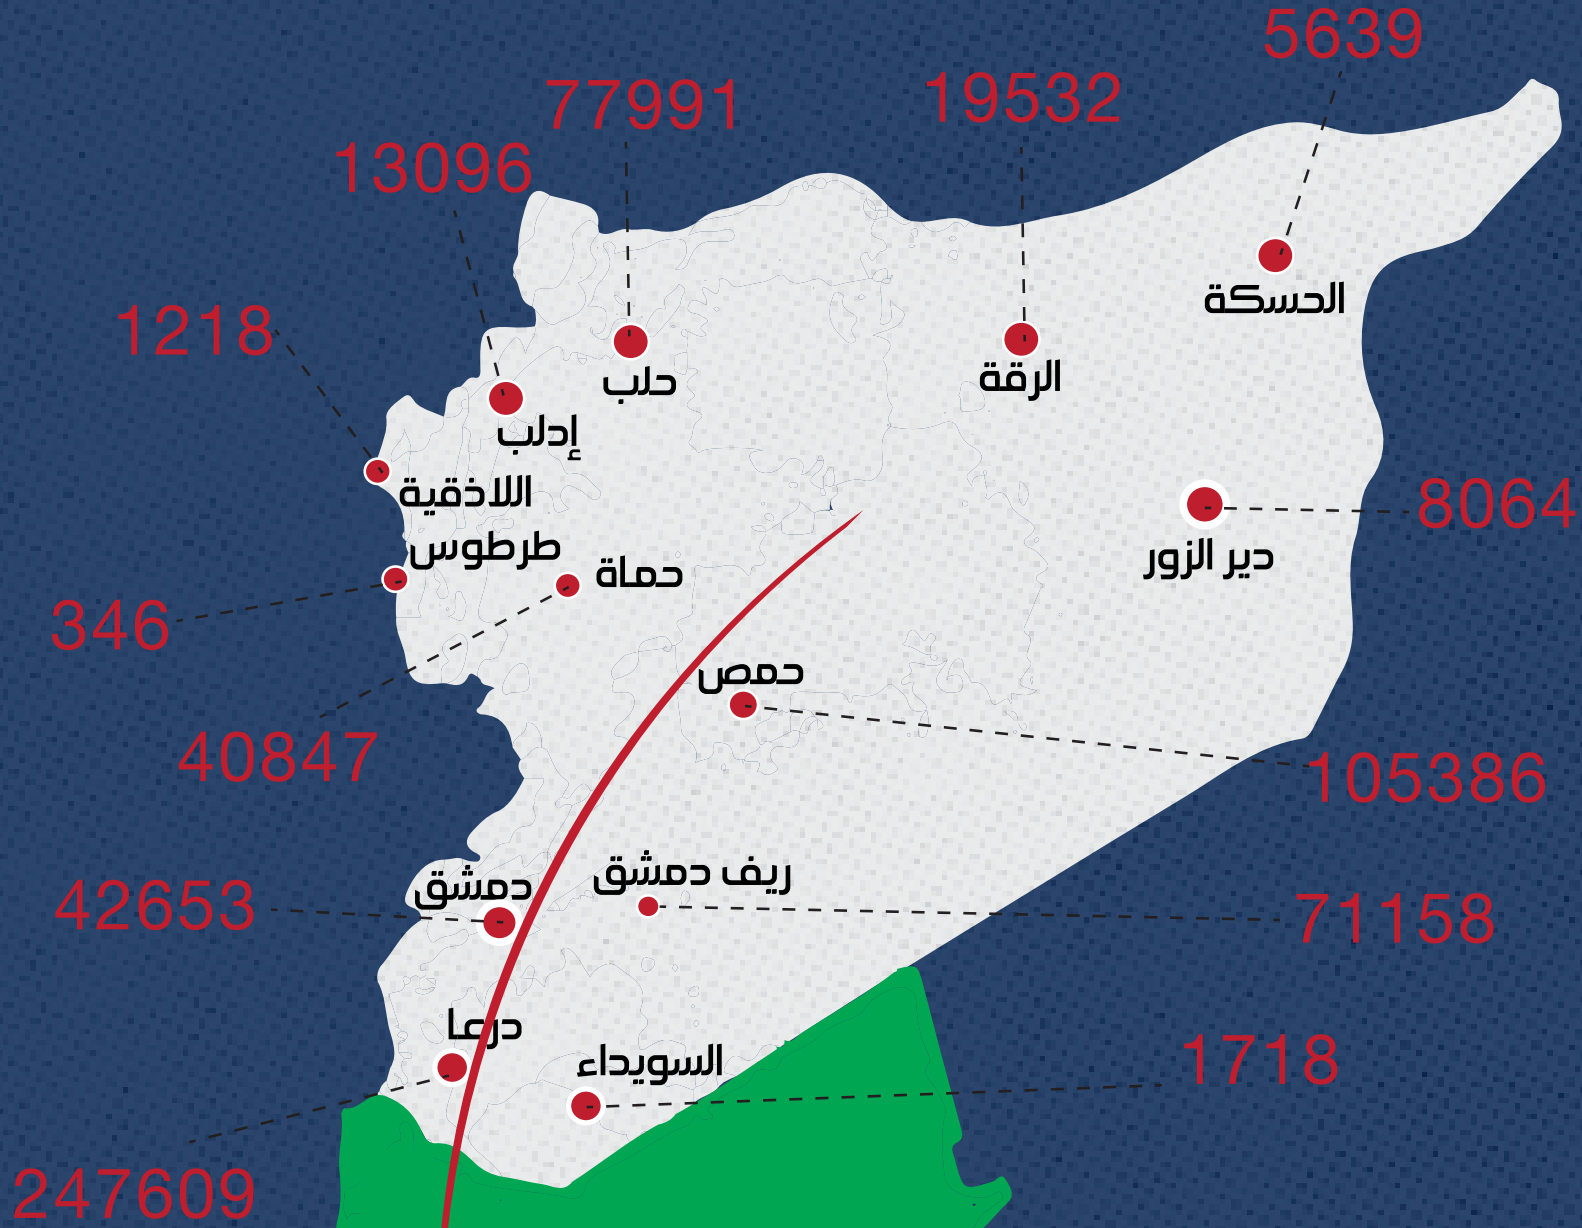 5639
19532
77991
13096
الحسكة
1218
الرقة
حلب
إدلب
اللاذقية
8064
طرطوس
دير الزور
حماة
346
حمص
40847
105386
ريف دمشق
دمشق
42653
71158
درعا
السويداء
1718
247609